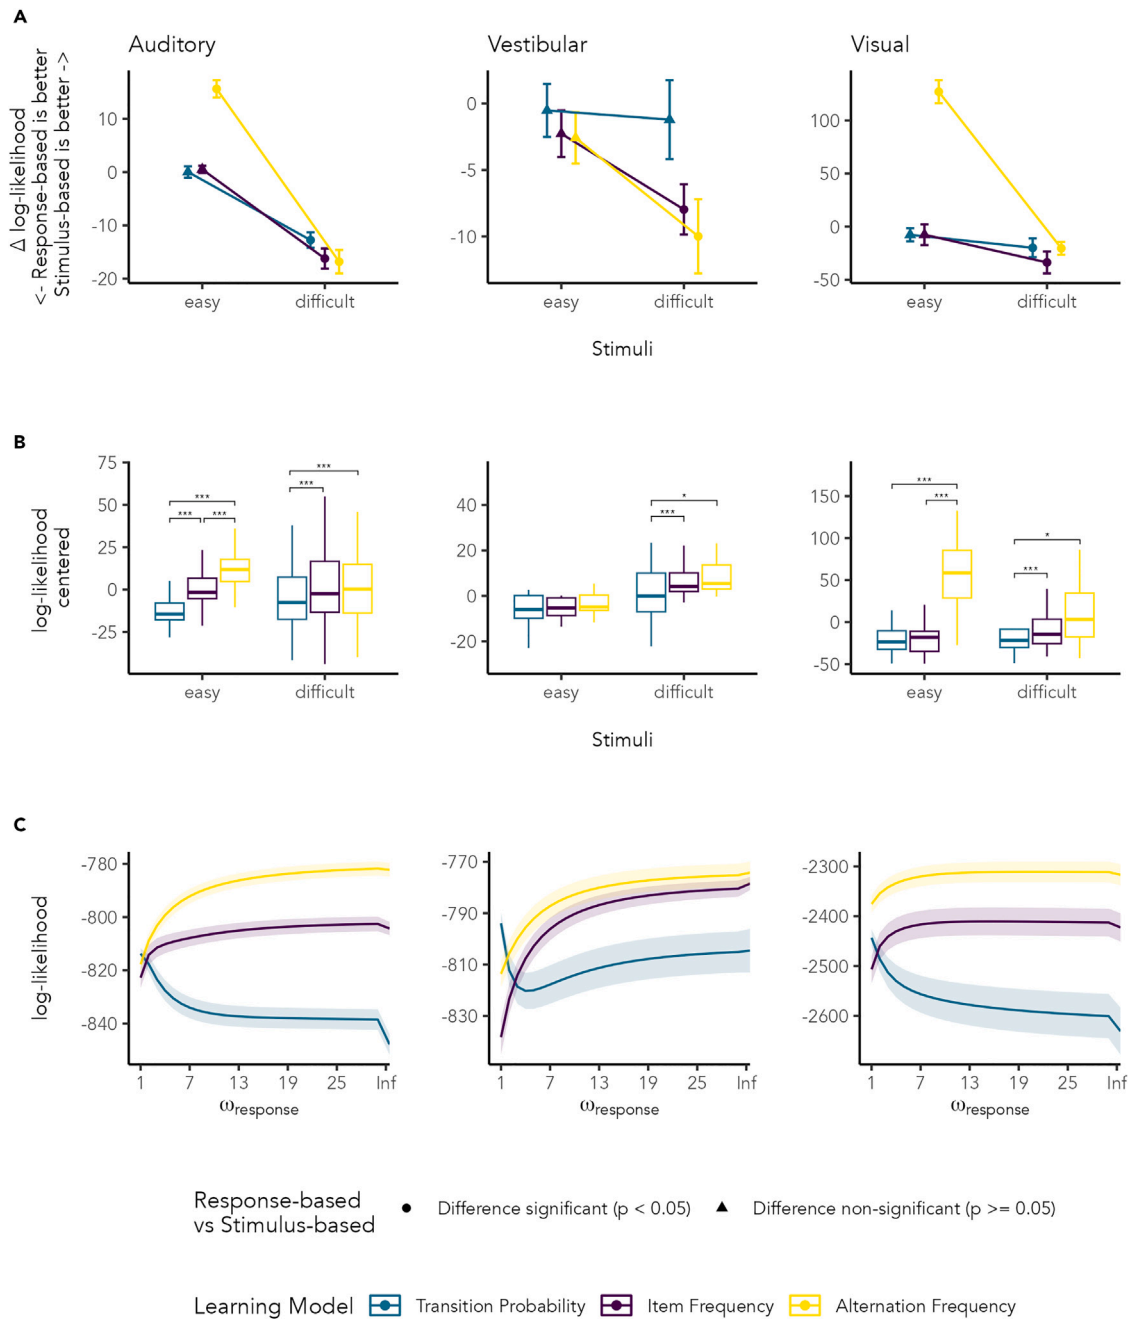 A
Auditory
Vestibular
Visual
Δ log-likelihood
<- Response-based is better
Stimulus-based is better ->
10
0
-10
-20
easy
difficult
0
-5
-10
easy
difficult
100
50
0
-50
easy
difficult
Stimuli
B
log-likelihood
centered
75
50
25
0
-25
***
***
***
***
***
easy
difficult
40
20
0
-20
*
***
easy
difficult
150
100
50
0
-50
***
***
*
***
easy
difficult
Stimuli
C
log-likelihood
-780
-800
-820
-840
1 7 13 19 25 Inf
ωresponse
-770
-790
-810
-830
1 7 13 19 25 Inf
ωresponse
-2300
-2400
-2500
-2600
1 7 13 19 25 Inf
ωresponse
Response-based
vs Stimulus-based
Difference significant (p < 0.05)
Difference non-significant (p >= 0.05)
Learning Model
Transition Probability
Item Frequency
Alternation Frequency